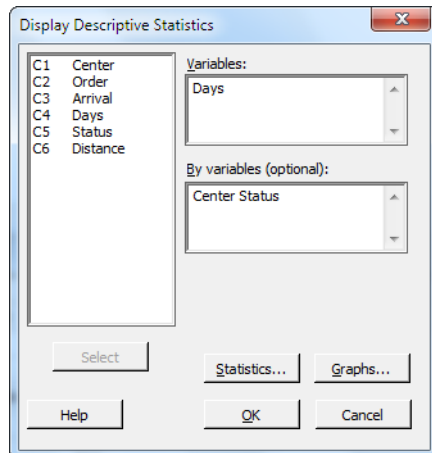 Display Descriptive Statistics
C1 Center
C2 Order
C3 Arrival
C4 Days
C5 Status
C6 Distance
Variables:
Days
By variables (optional):
Center Status
Select
Statistics...
Graphs...
Help
OK
Cancel